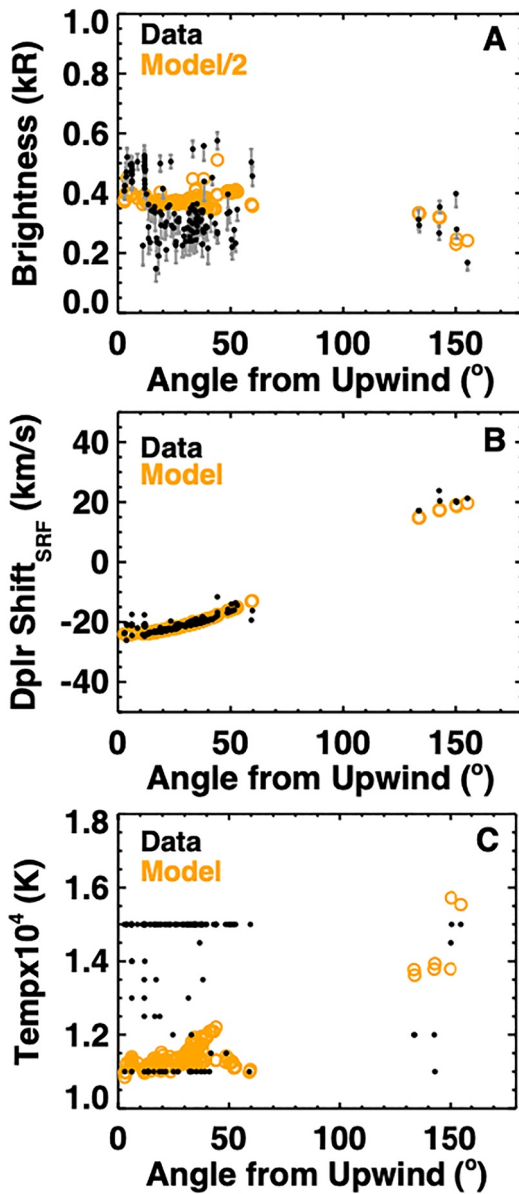 A
Data
Model/2
Brightness (kR)
1.0
0.8
0.6
0.4
0.2
0.0
0 50 100 150
Angle from Upwind (°)
B
Data
Model
Dplr Shift SRF (km/s)
40
20
0
-20
-40
0 50 100 150
Angle from Upwind (°)
C
Data
Model
Tempx10⁴ (K)
1.8
1.6
1.4
1.2
1.0
0 50 100 150
Angle from Upwind (°)